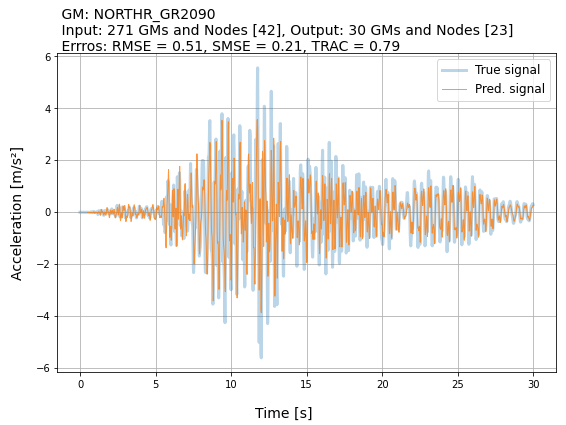 GM: NORTHR_GR2090
Input: 271 GMs and Nodes [42], Output: 30 GMs and Nodes [23]
Errros: RMSE = 0.51, SMSE = 0.21, TRAC = 0.79
True signal
Pred. signal
Acceleration [m/s²]
6
4
2
0
−2
−4
−6
0 5 10 15 20 25 30
Time [s]